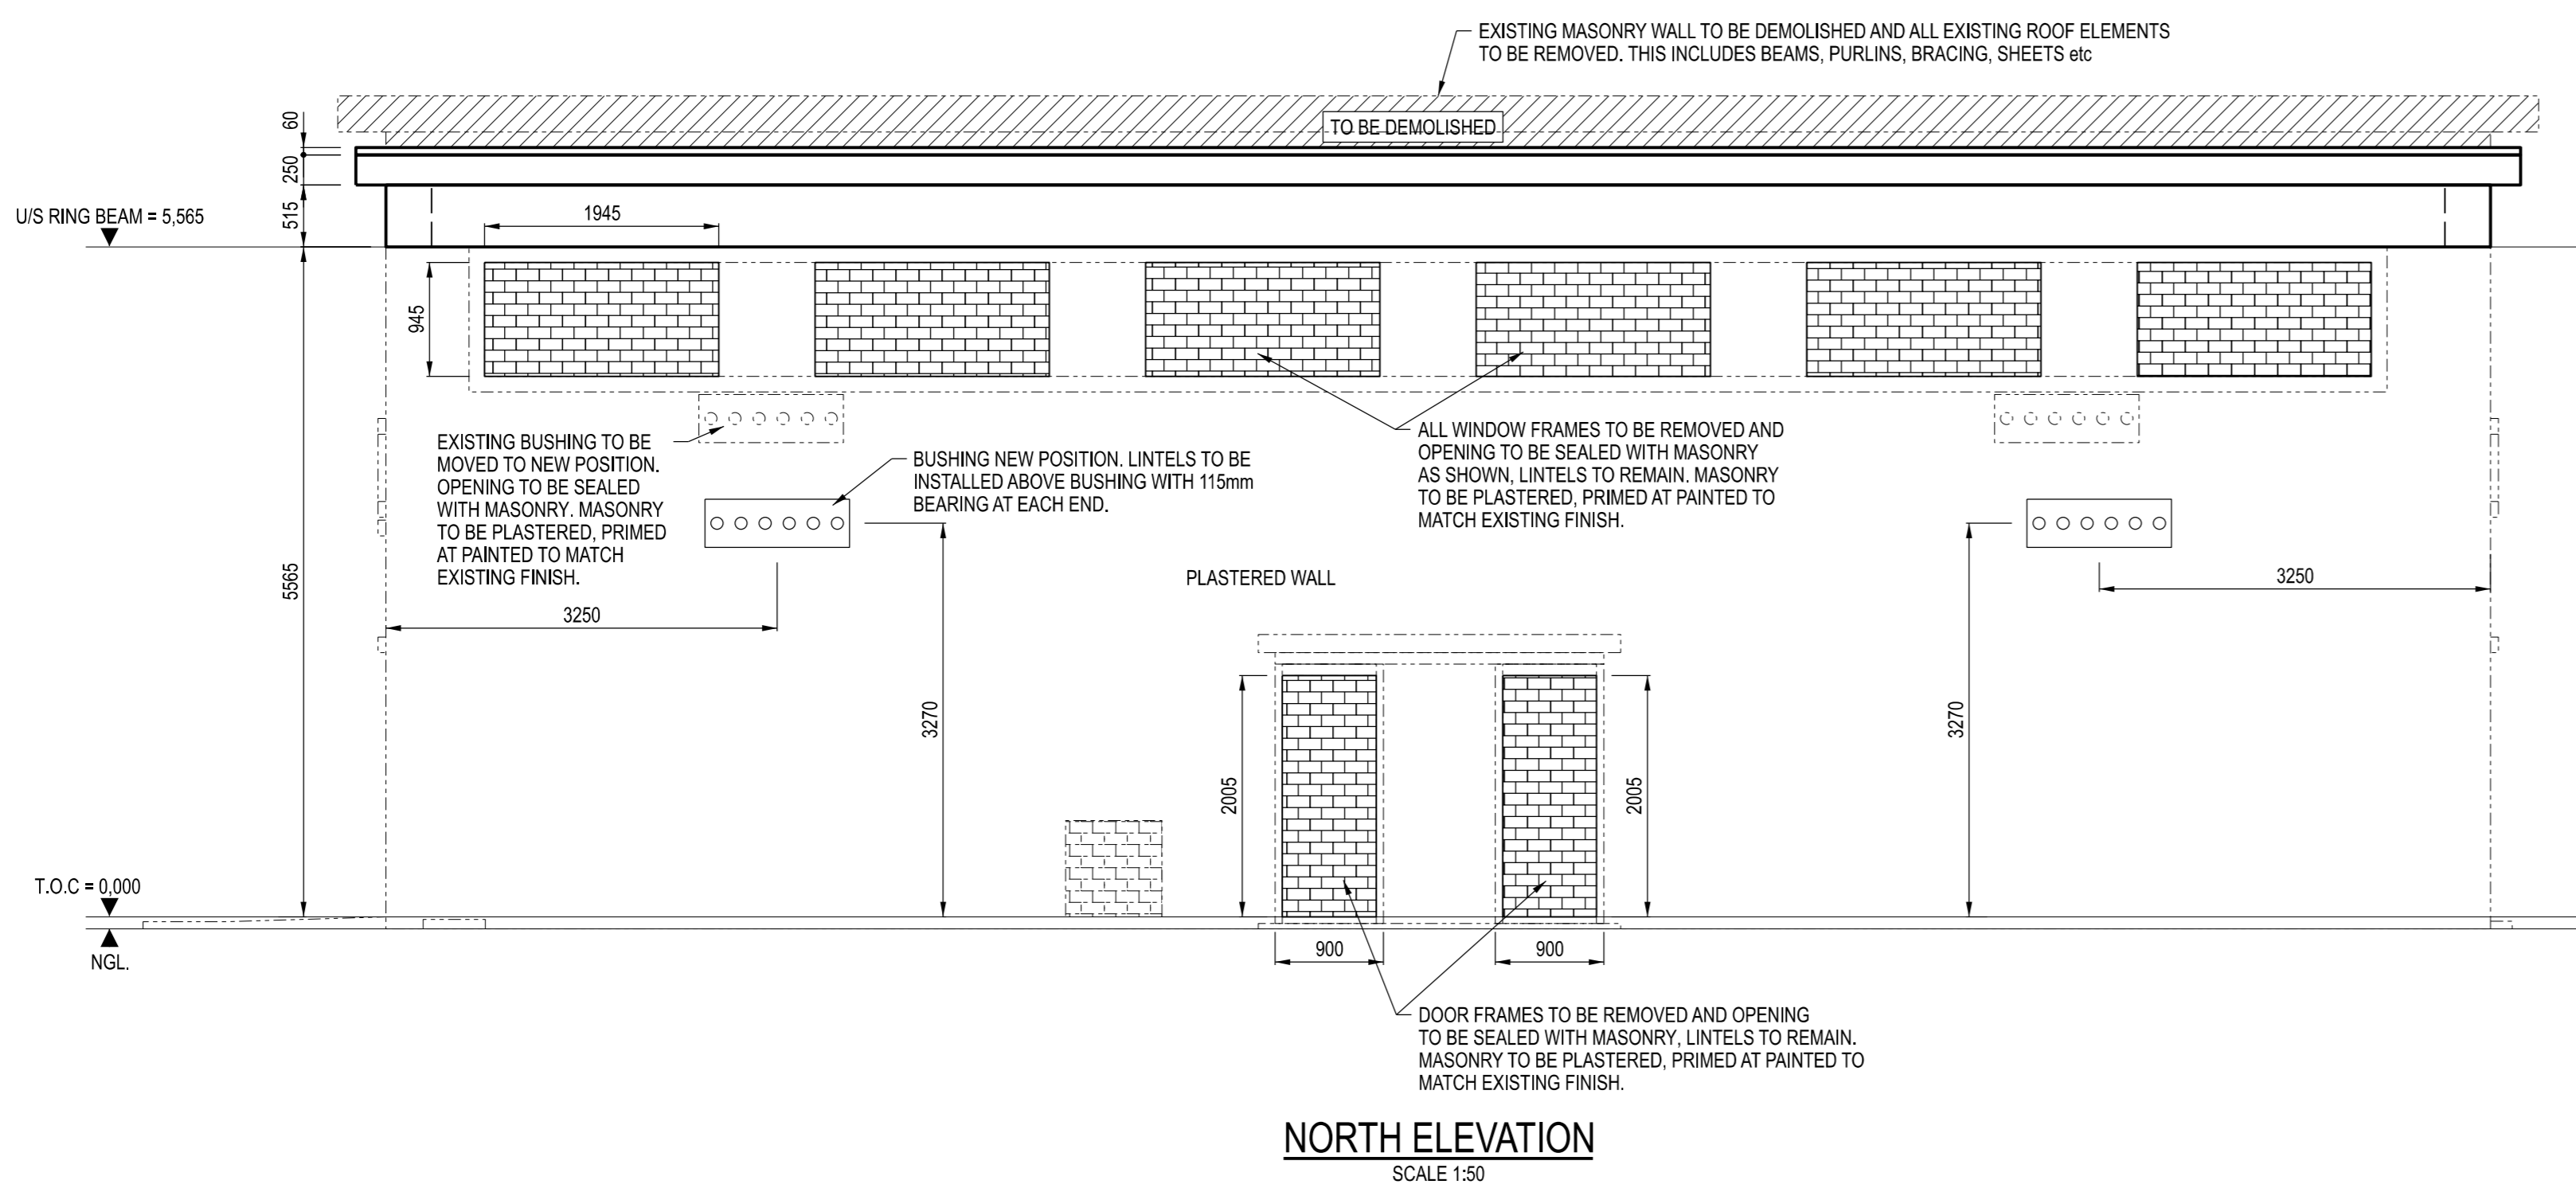 EXISTING MASONRY WALL TO BE DEMOLISHED AND ALL EXISTING ROOF ELEMENTS
TO BE REMOVED. THIS INCLUDES BEAMS, PURLINS, BRACING, SHEETS etc
TO BE DEMOLISHED
60
250
515
U/S RING BEAM = 5,565
1945
945
EXISTING BUSHING TO BE
MOVED TO NEW POSITION.
OPENING TO BE SEALED
WITH MASONRY. MASONRY
TO BE PLASTERED, PRIMED
AT PAINTED TO MATCH
EXISTING FINISH.
BUSHING NEW POSITION. LINTELS TO BE
INSTALLED ABOVE BUSHING WITH 115mm
BEARING AT EACH END.
ALL WINDOW FRAMES TO BE REMOVED AND
OPENING TO BE SEALED WITH MASONRY
AS SHOWN, LINTELS TO REMAIN. MASONRY
TO BE PLASTERED, PRIMED AT PAINTED TO
MATCH EXISTING FINISH.
PLASTERED WALL
5565
3250
3250
3270
3270
2005
2005
T.O.C = 0,000
NGL.
900
900
DOOR FRAMES TO BE REMOVED AND OPENING
TO BE SEALED WITH MASONRY, LINTELS TO REMAIN.
MASONRY TO BE PLASTERED, PRIMED AT PAINTED TO
MATCH EXISTING FINISH.
NORTH ELEVATION
SCALE 1:50